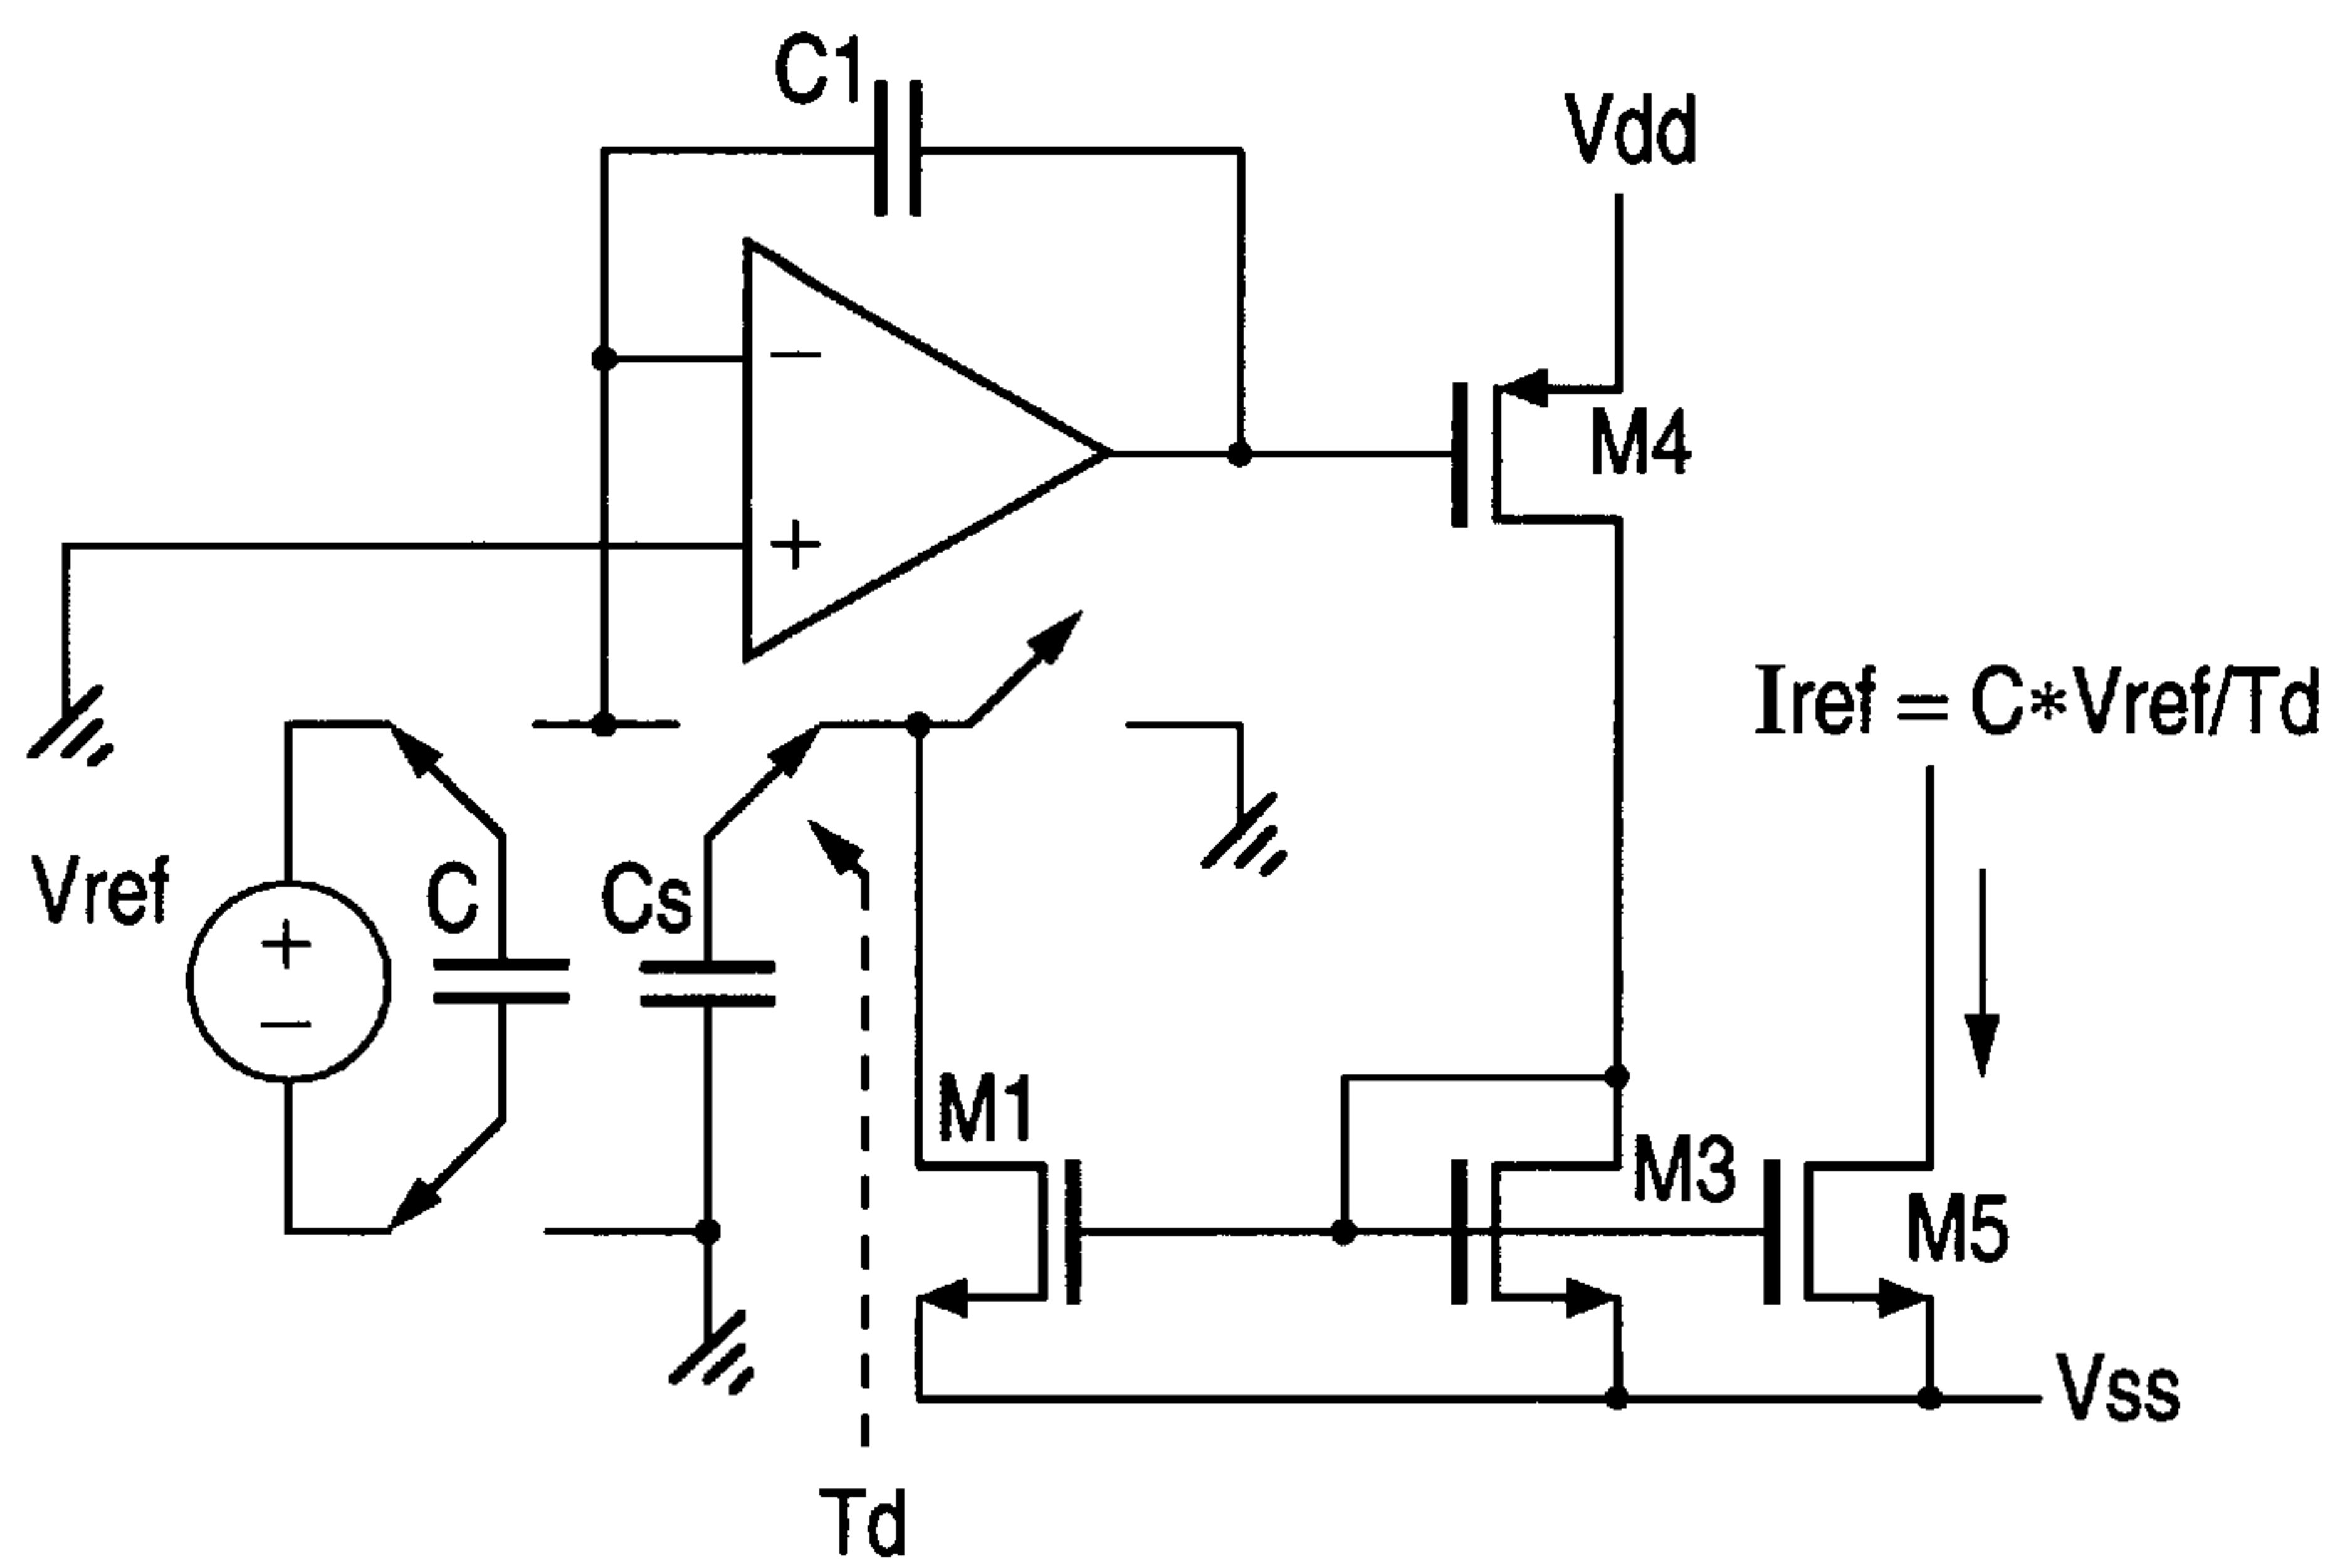 C1
Vdd
−
M4
+
Iref = C*Vref/Td
Vref
C
Cs
+
−
M1
M3
M5
Vss
Td